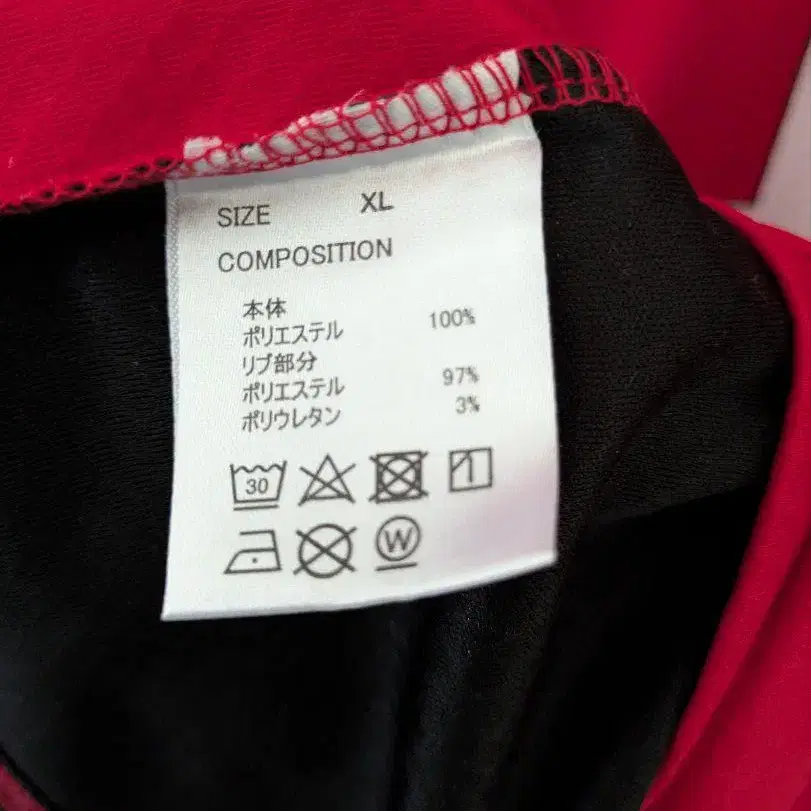 SIZE XL
COMPOSITION
本体
ポリエステル 100%
リブ部分
ポリエステル 97%
ポリウレタン 3%
30
W